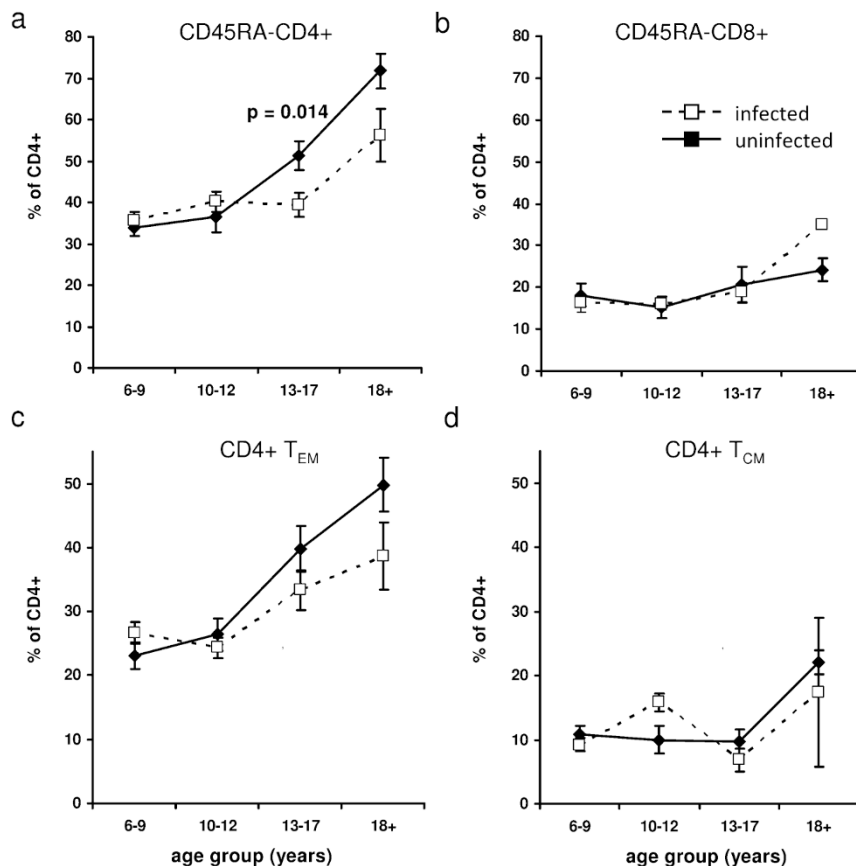 a
CD45RA-CD4+
80
70
60
50
40
30
20
10
0
% of CD4+
p = 0.014
6-9 10-12 13-17 18+
b
CD45RA-CD8+
80
70
60
50
40
30
20
10
0
% of CD4+
infected
uninfected
6-9 10-12 13-17 18+
c
CD4+ TEM
50
40
30
20
10
0
% of CD4+
6-9 10-12 13-17 18+
age group (years)
d
CD4+ TCM
50
40
30
20
10
0
% of CD4+
6-9 10-12 13-17 18+
age group (years)